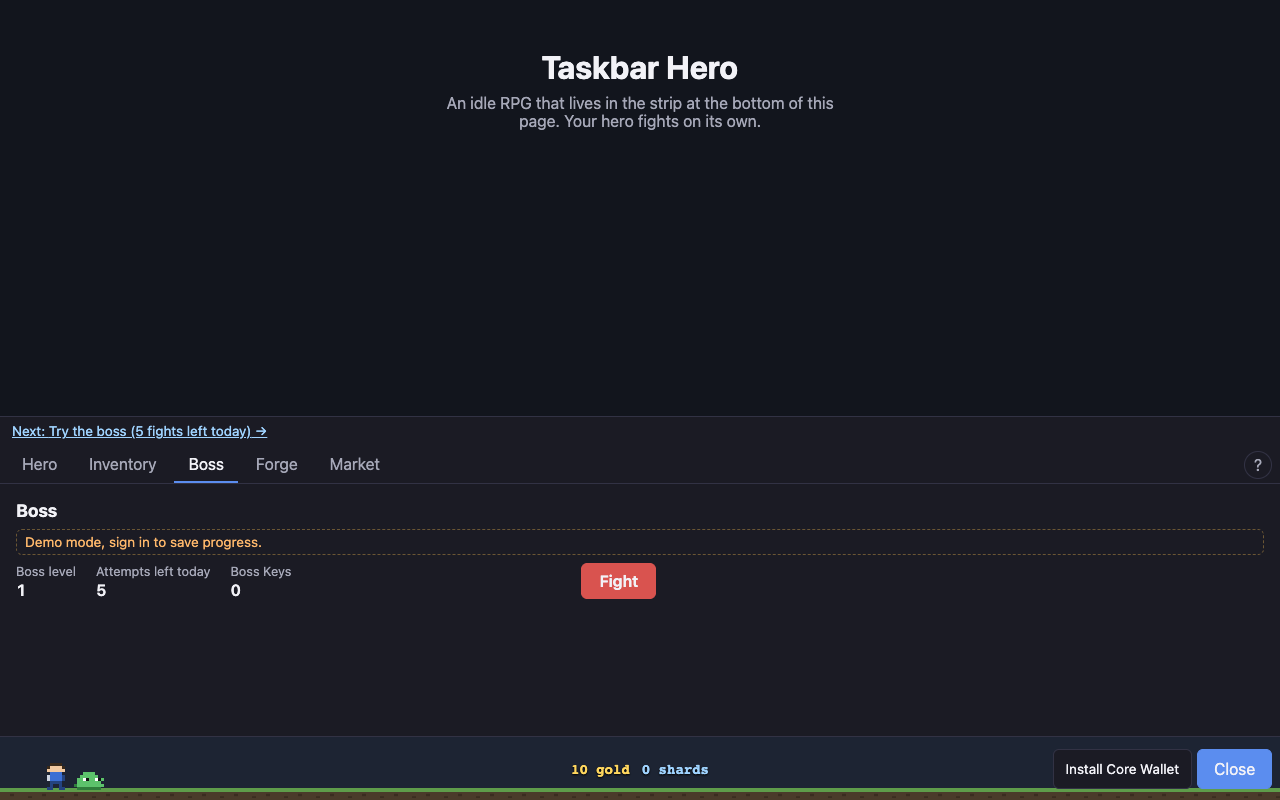 Taskbar Hero
An idle RPG that lives in the strip at the bottom of this
page. Your hero fights on its own.
Next: Try the boss (5 fights left today) →
Hero Inventory Boss Forge Market ?
Boss
Demo mode, sign in to save progress.
Boss level Attempts left today Boss Keys
1 5 0
Fight
10 gold 0 shards
Install Core Wallet
Close